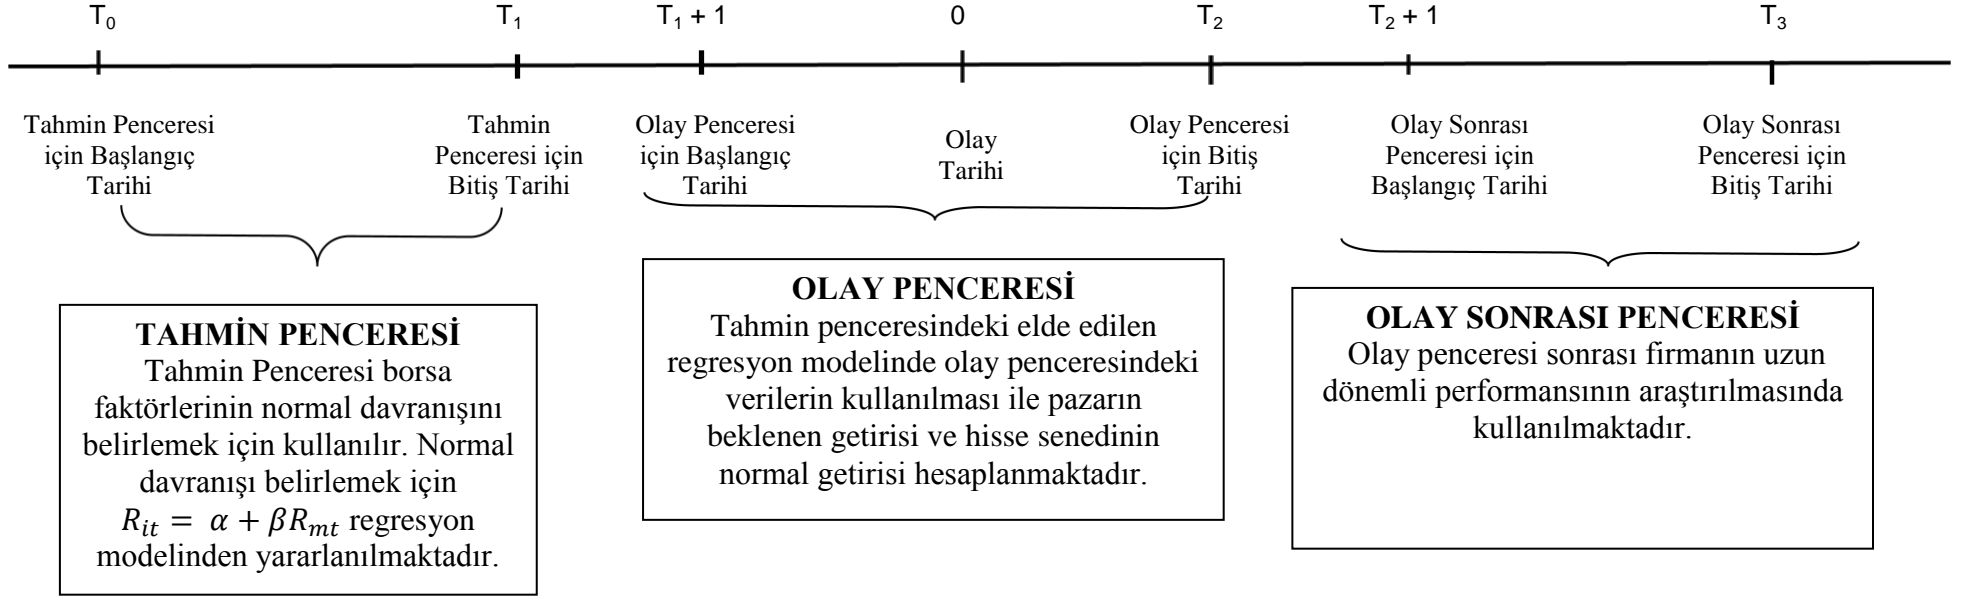 T0 T1 T1 + 1 0 T2 T2 + 1 T3
Tahmin Penceresi
için Başlangıç
Tarihi
Tahmin
Penceresi için
Bitiş Tarihi
Olay Penceresi
için Başlangıç
Tarihi
Olay
Tarihi
Olay Penceresi
için Bitiş
Tarihi
Olay Sonrası
Penceresi için
Başlangıç Tarihi
Olay Sonrası
Penceresi için
Bitiş Tarihi
TAHMİN PENCERESİ
Tahmin Penceresi borsa
faktörlerinin normal davranışını
belirlemek için kullanılır. Normal
davranışı belirlemek için
R_it = α + βR_mt regresyon
modelinden yararlanılmaktadır.
OLAY PENCERESİ
Tahmin penceresindeki elde edilen
regresyon modelinde olay penceresindeki
verilerin kullanılması ile pazarın
beklenen getirisi ve hisse senedinin
normal getirisi hesaplanmaktadır.
OLAY SONRASI PENCERESİ
Olay penceresi sonrası firmanın uzun
dönemli performansının araştırılmasında
kullanılmaktadır.